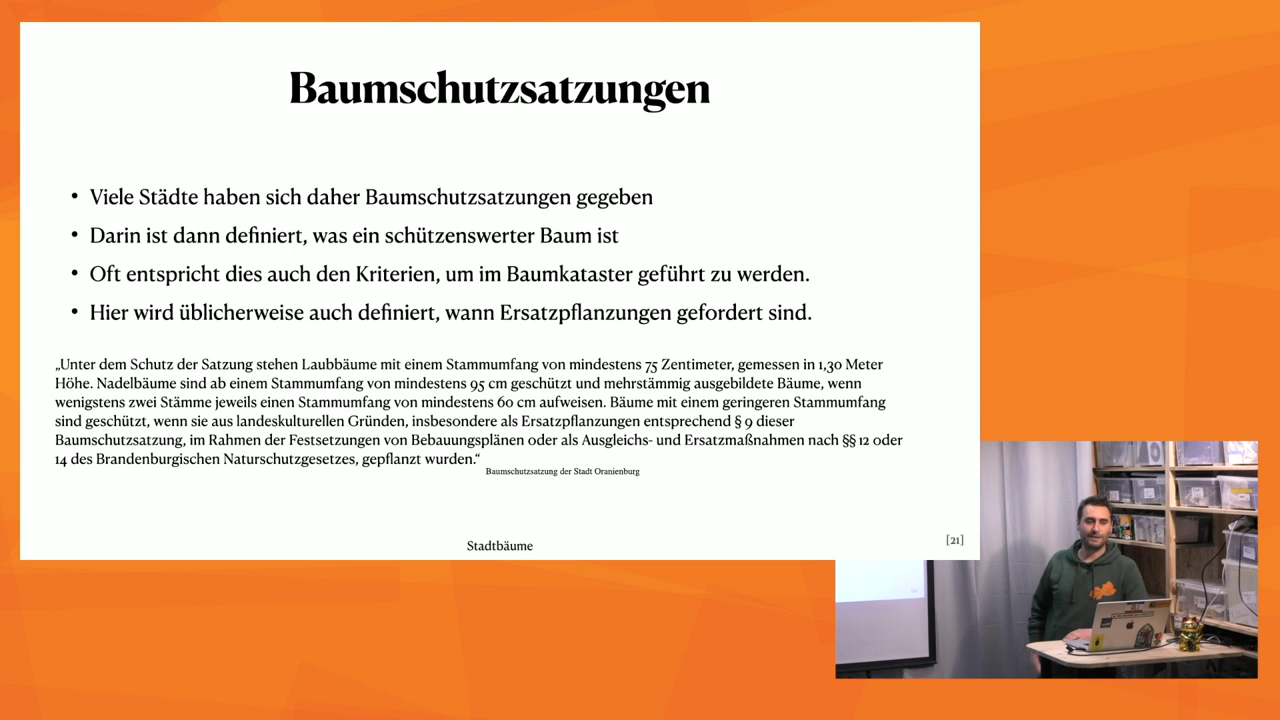 Baumschutzsatzungen
• Viele Städte haben sich daher Baumschutzsatzungen gegeben
• Darin ist dann definiert, was ein schützenswerter Baum ist
• Oft entspricht dies auch den Kriterien, um im Baumkataster geführt zu werden.
• Hier wird üblicherweise auch definiert, wann Ersatzpflanzungen gefordert sind.
„Unter dem Schutz der Satzung stehen Laubbäume mit einem Stammumfang von mindestens 75 Zentimeter, gemessen in 1,30 Meter
Höhe. Nadelbäume sind ab einem Stammumfang von mindestens 95 cm geschützt und mehrstämmig ausgebildete Bäume, wenn
wenigstens zwei Stämme jeweils einen Stammumfang von mindestens 60 cm aufweisen. Bäume mit einem geringeren Stammumfang
sind geschützt, wenn sie aus landeskulturellen Gründen, insbesondere als Ersatzpflanzungen entsprechend § 9 dieser
Baumschutzsatzung, im Rahmen der Festsetzungen von Bebauungsplänen oder als Ausgleichs- und Ersatzmaßnahmen nach §§ 12 oder
14 des Brandenburgischen Naturschutzgesetzes, gepflanzt wurden.“
Baumschutzsatzung der Stadt Oranienburg
Stadtbäume
[21]